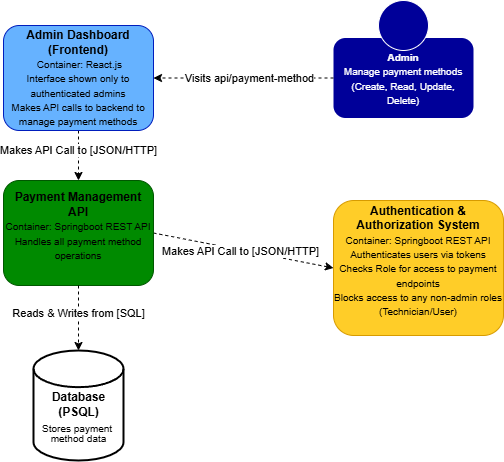 Admin Dashboard
(Frontend)
Container: React.js
Interface shown only to
authenticated admins
Makes API calls to backend to
manage payment methods
Visits api/payment-method
Admin
Manage payment methods
(Create, Read, Update,
Delete)
Makes API Call to [JSON/HTTP]
Payment Management
API
Container: Springboot REST API
Handles all payment method
operations
Makes API Call to [JSON/HTTP]
Authentication &
Authorization System
Container: Springboot REST API
Authenticates users via tokens
Checks Role for access to payment
endpoints
Blocks access to any non-admin roles
(Technician/User)
Reads & Writes from [SQL]
Database
(PSQL)
Stores payment
method data